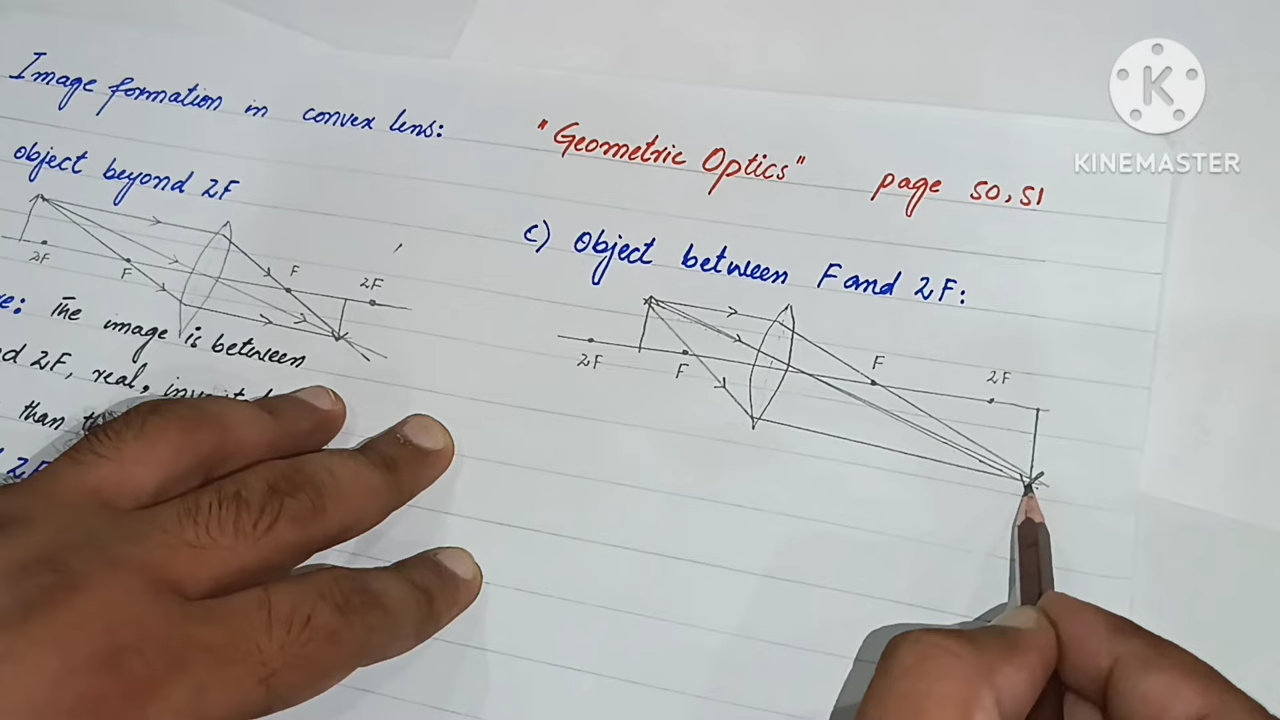 Image formation in convex lens:
object beyond 2F
2F
F
F
2F
The image is between
2F, real,
than
2F
"Geometric Optics" page 50, 51
c) Object between F and 2F:
2F
F
F
2F
K
KINEMASTER